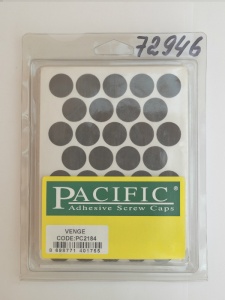 72946
PACIFIC®
Adhesive Screw Caps
VENGE
CODE:PC2184